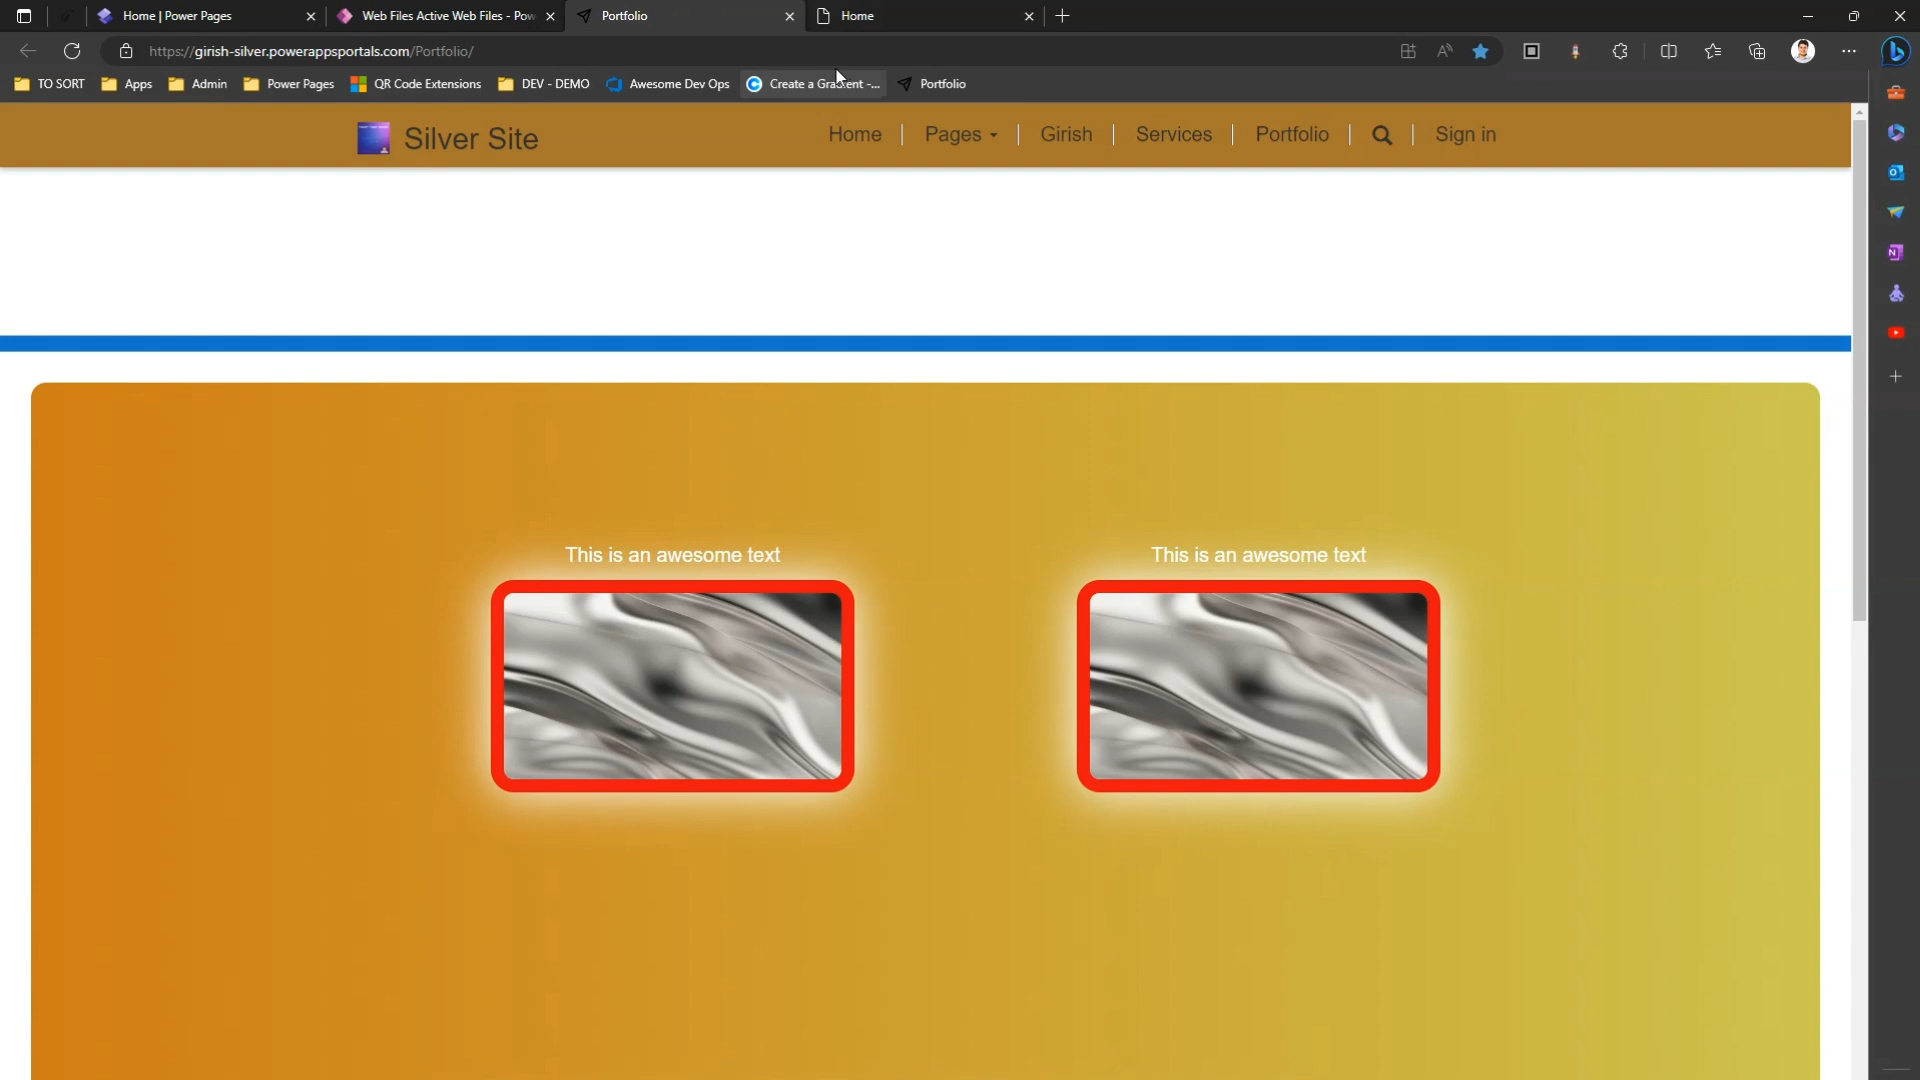 Home | Power Pages
Web Files Active Web Files - Pow
Portfolio
Home
https://girish-silver.powerappsportals.com/Portfolio/
TO SORT
Apps
Admin
Power Pages
QR Code Extensions
DEV - DEMO
Awesome Dev Ops
Create a Gradient -...
Portfolio
Silver Site
Home
Pages
Girish
Services
Portfolio
Sign in
This is an awesome text
This is an awesome text